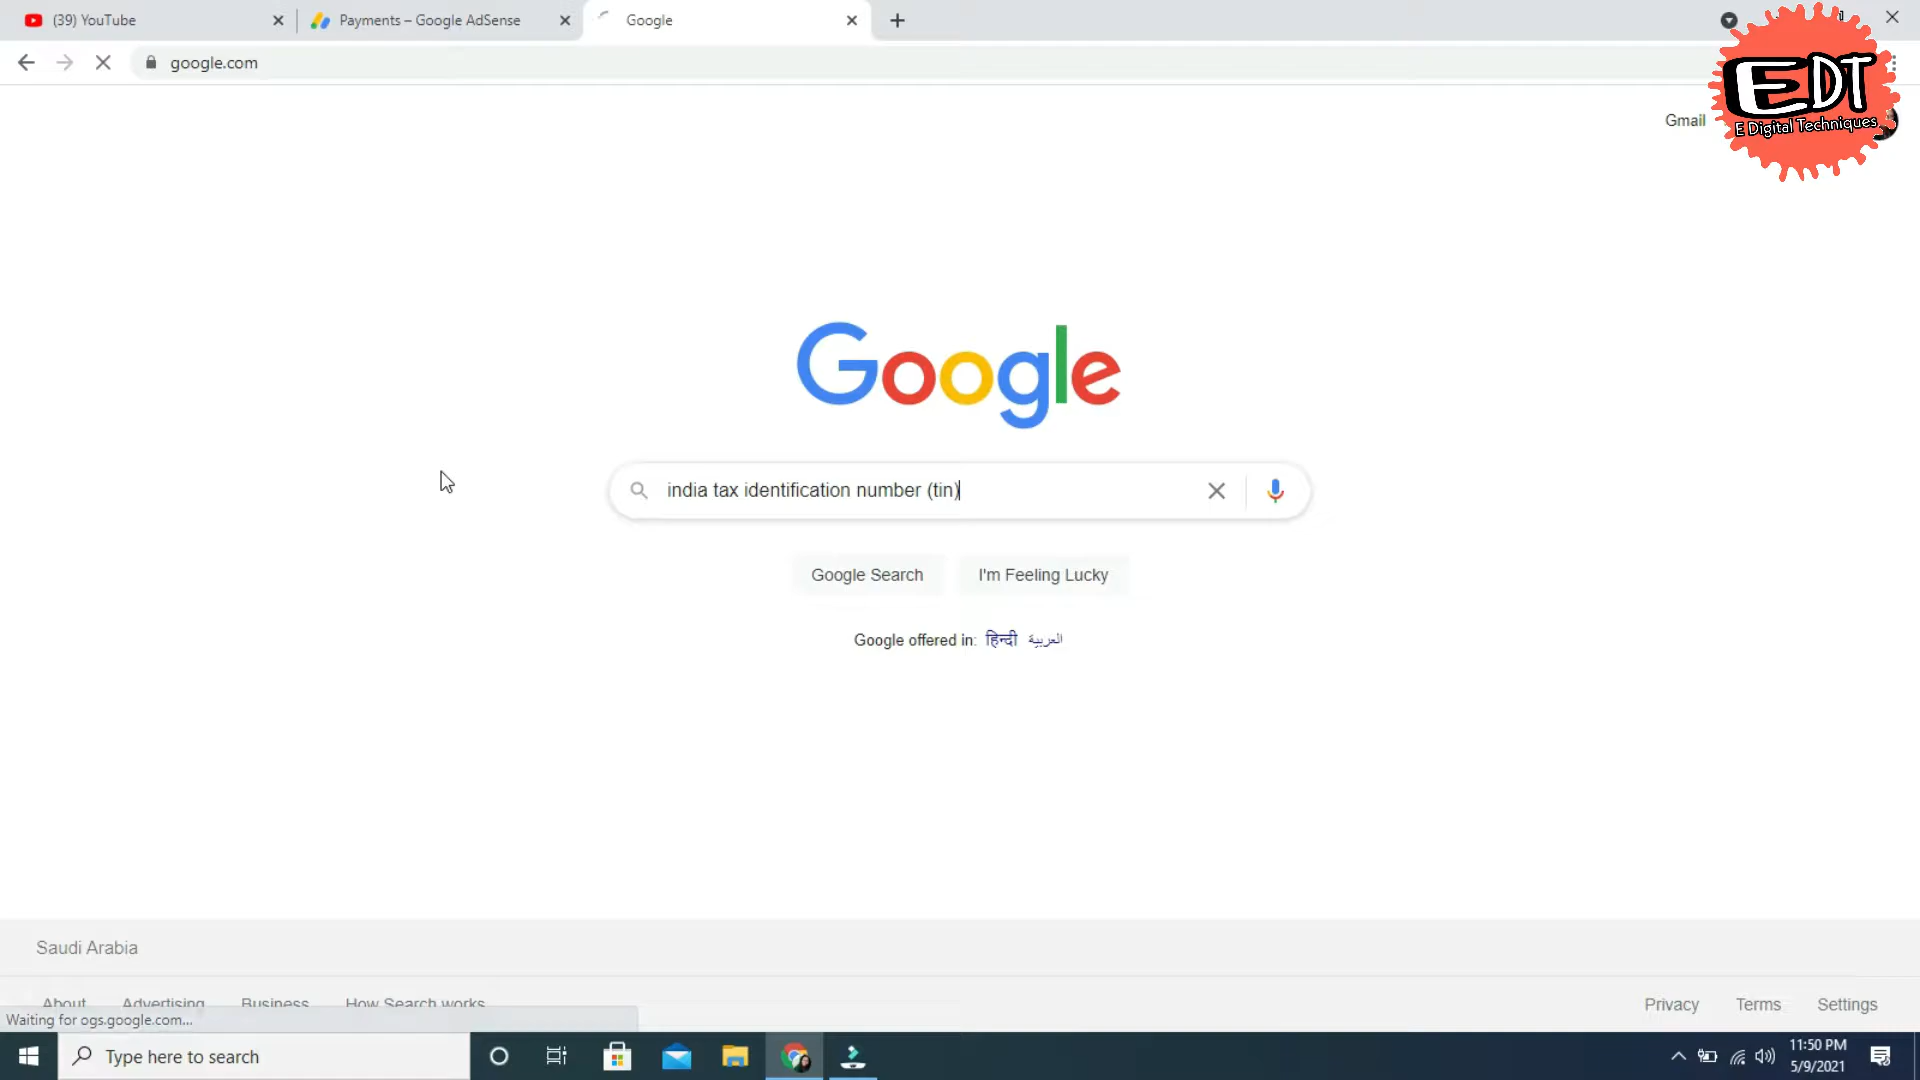 (39) YouTube
Payments – Google AdSense
Google
google.com
EDT
E Digital Techniques
Gmail
Google
india tax identification number (tin)
Google Search
I'm Feeling Lucky
Google offered in: हिन्दी العربية
Saudi Arabia
About Advertising Business How Search works
Privacy Terms Settings
Waiting for ogs.google.com...
Type here to search
11:50 PM
5/9/2021